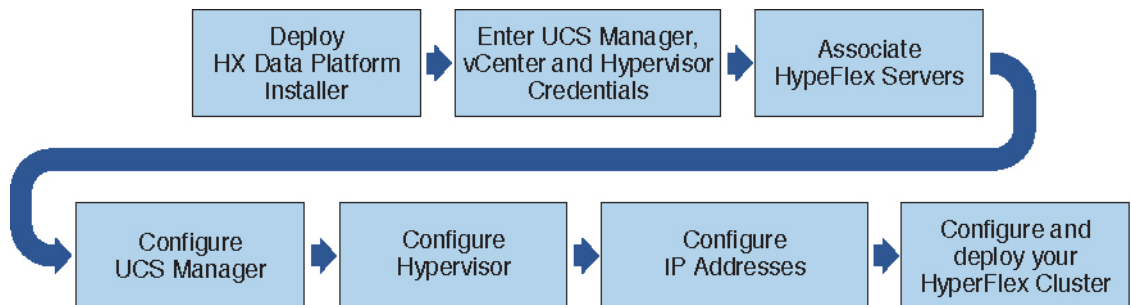 Deploy
HX Data Platform
Installer
Enter UCS Manager,
vCenter and Hypervisor
Credentials
Associate
HypeFlex Servers
Configure
UCS Manager
Configure
Hypervisor
Configure
IP Addresses
Configure and
deploy your
HyperFlex Cluster